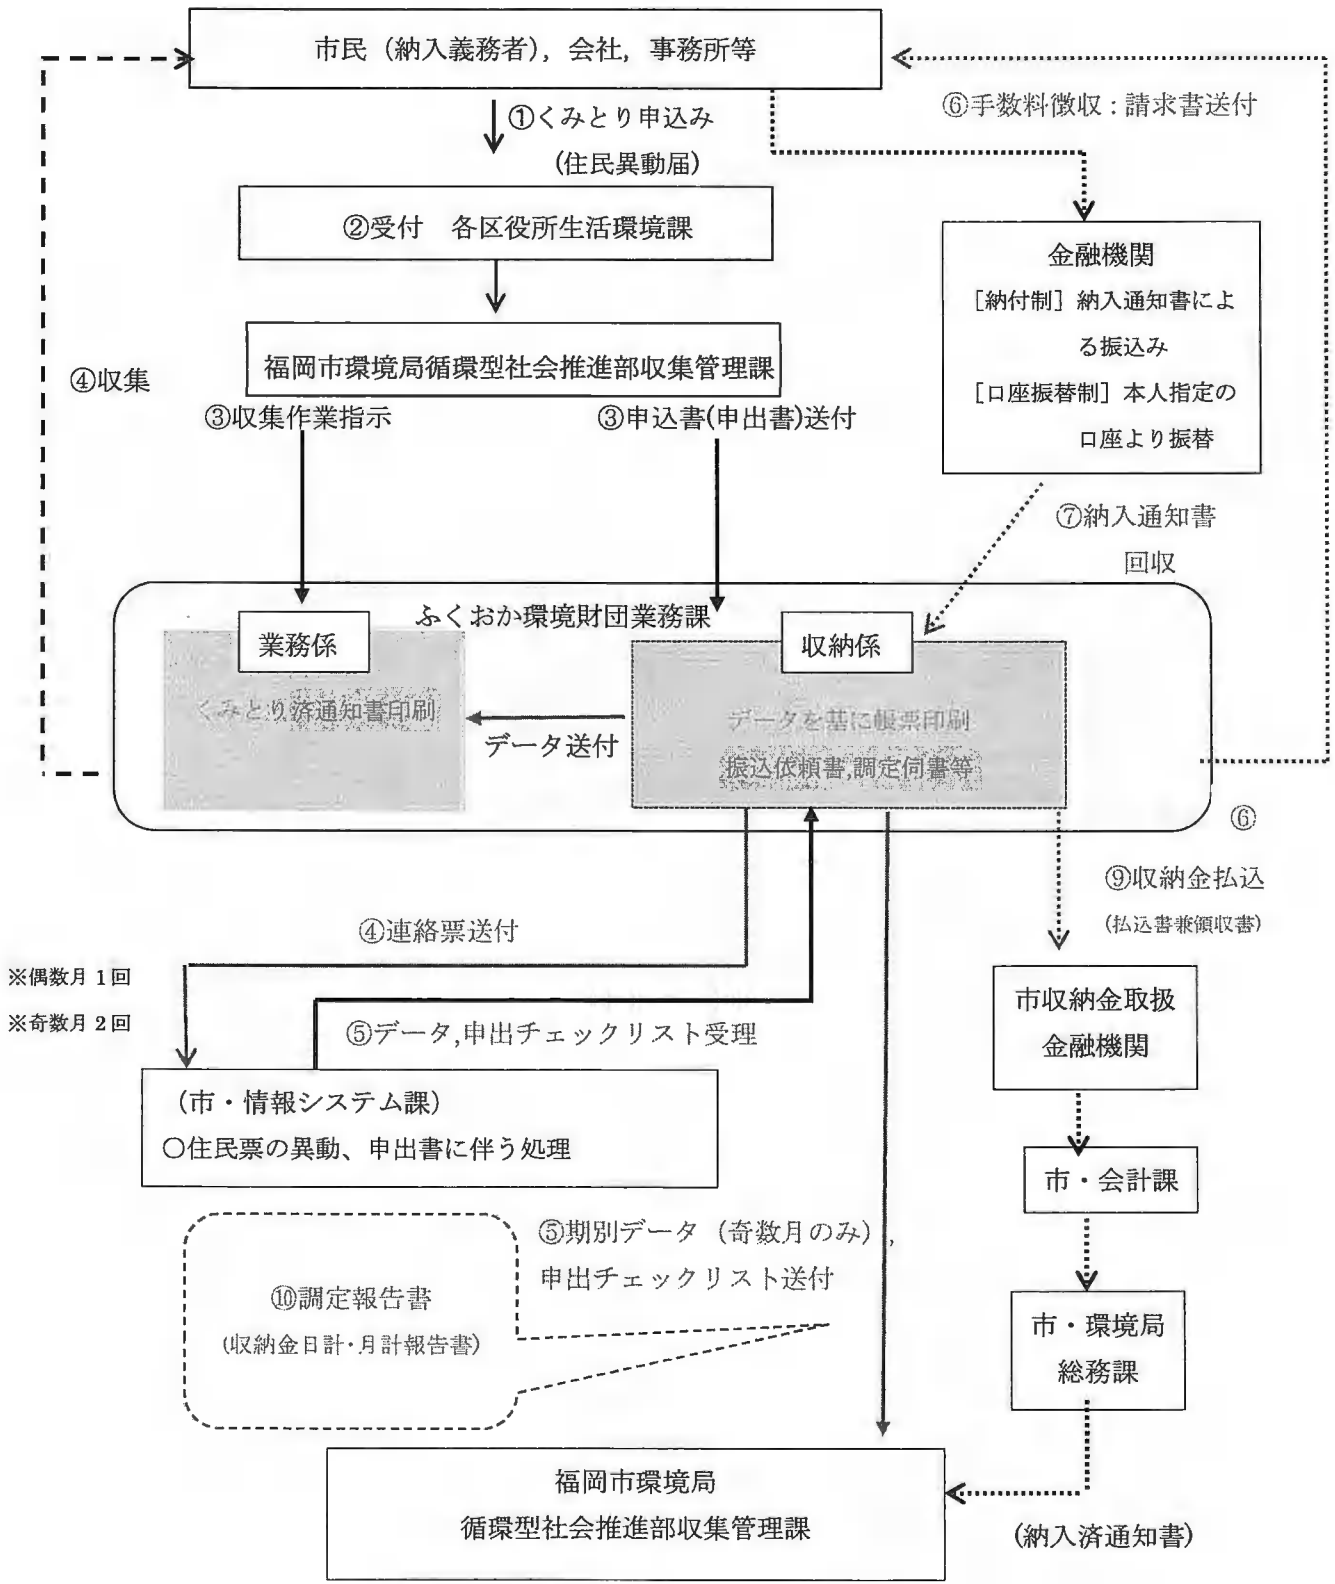 市民（納入義務者），会社，事務所等
⑥手数料徴収：請求書送付
①くみとり申込み
(住民異動届)
②受付　各区役所生活環境課
金融機関
［納付制］納入通知書によ
る振込み
［口座振替制］本人指定の
口座より振替
福岡市環境局循環型社会推進部収集管理課
④収集
③収集作業指示
③申込書(申出書)送付
⑦納入通知書
回収
ふくおか環境財団業務課
業務係
収納係
くみとり済通知書印刷
データ送付
データを基に帳票印刷
振込依頼書,調定伺書等
⑥
⑨収納金払込
(払込書兼領収書)
④連絡票送付
※偶数月 1 回
※奇数月 2 回
⑤データ,申出チェックリスト受理
市収納金取扱
金融機関
（市・情報システム課）
○住民票の異動、申出書に伴う処理
市・会計課
⑤期別データ（奇数月のみ），
申出チェックリスト送付
⑩調定報告書
(収納金日計・月計報告書)
市・環境局
総務課
福岡市環境局
循環型社会推進部収集管理課
(納入済通知書)